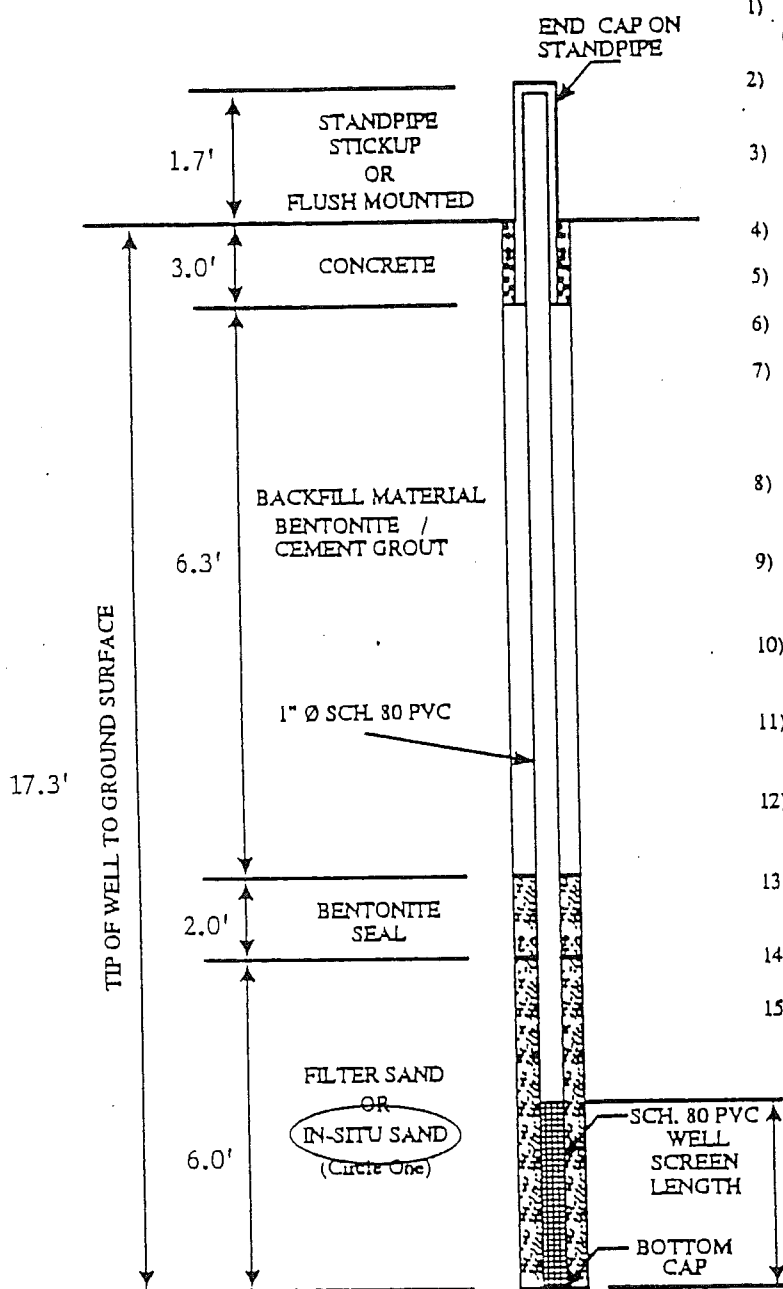 1)
END CAP ON
STANDPIPE
2)
STANDPIPE
STICKUP
OR
FLUSH MOUNTED
1.7'
3)
4)
3.0'
CONCRETE
5)
6)
7)
8)
BACKFILL MATERIAL
BENTONITE /
CEMENT GROUT
6.3'
9)
10)
1" Ø SCH. 80 PVC
11)
TIP OF WELL TO GROUND SURFACE
17.3'
12)
13
2.0'
BENTONITE
SEAL
14
15
FILTER SAND
OR
IN-SITU SAND
(Circle One)
6.0'
SCH. 80 PVC
WELL
SCREEN
LENGTH
BOTTOM
CAP